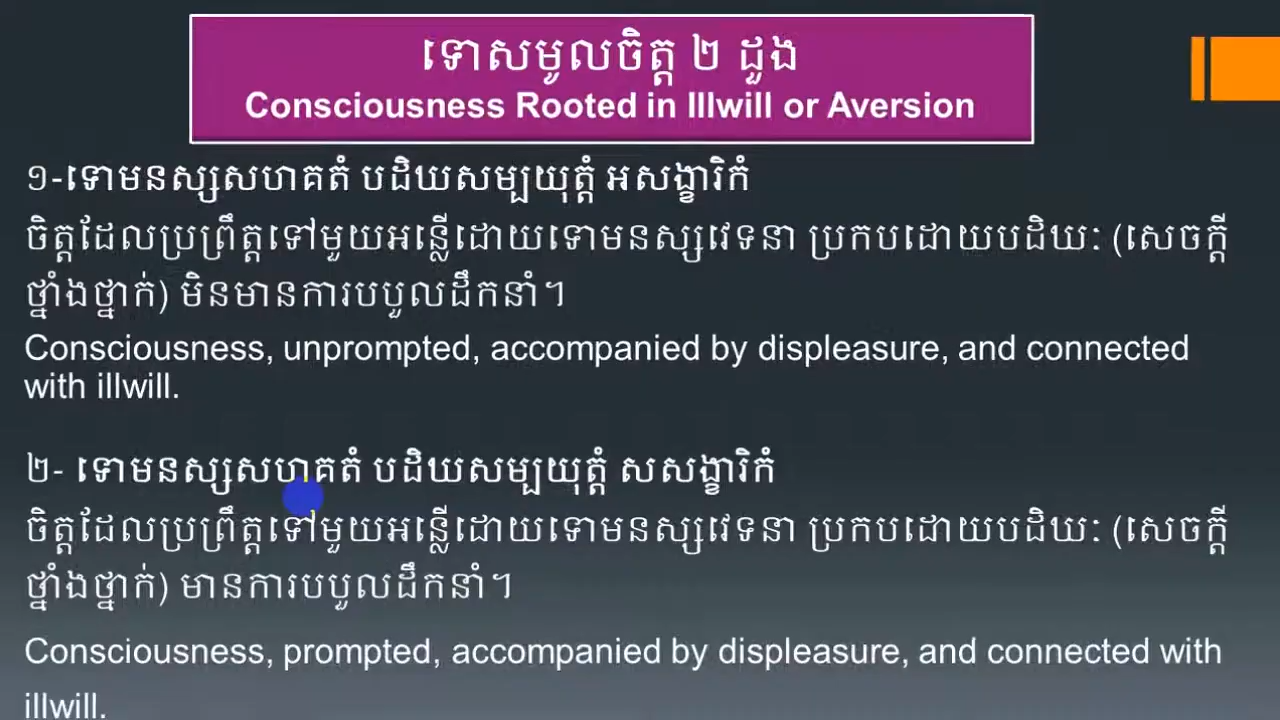 ទោសមូលចិត្ត ២ ដួង
Consciousness Rooted in Illwill or Aversion
១-ទោមនស្សសហគតំ បដិឃសម្បយុត្តំ អសង្ខារិកំ
ចិត្តដែលប្រព្រឹត្តទៅមួយអន្លើដោយទោមនស្សវេទនា ប្រកបដោយបដិឃៈ (សេចក្តី
ថ្នាំងថ្នាក់) មិនមានការបបួលដឹកនាំ។
Consciousness, unprompted, accompanied by displeasure, and connected
with illwill.
២- ទោមនស្សសហគតំ បដិឃសម្បយុត្តំ សសង្ខារិកំ
ចិត្តដែលប្រព្រឹត្តទៅមួយអន្លើដោយទោមនស្សវេទនា ប្រកបដោយបដិឃៈ (សេចក្តី
ថ្នាំងថ្នាក់) មានការបបួលដឹកនាំ។
Consciousness, prompted, accompanied by displeasure, and connected with
illwill.